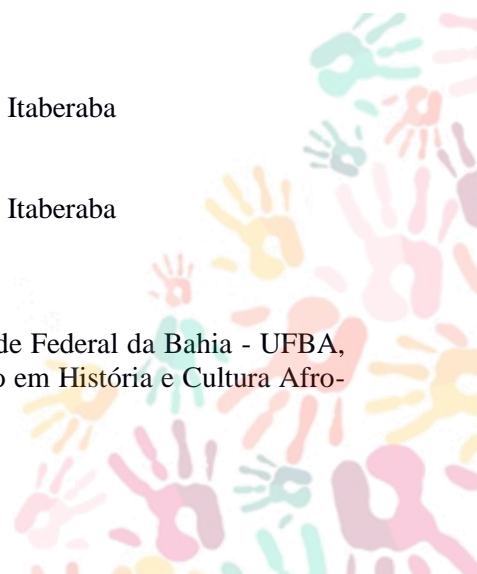 Itaberaba
Itaberaba
de Federal da Bahia - UFBA,
o em História e Cultura Afro-